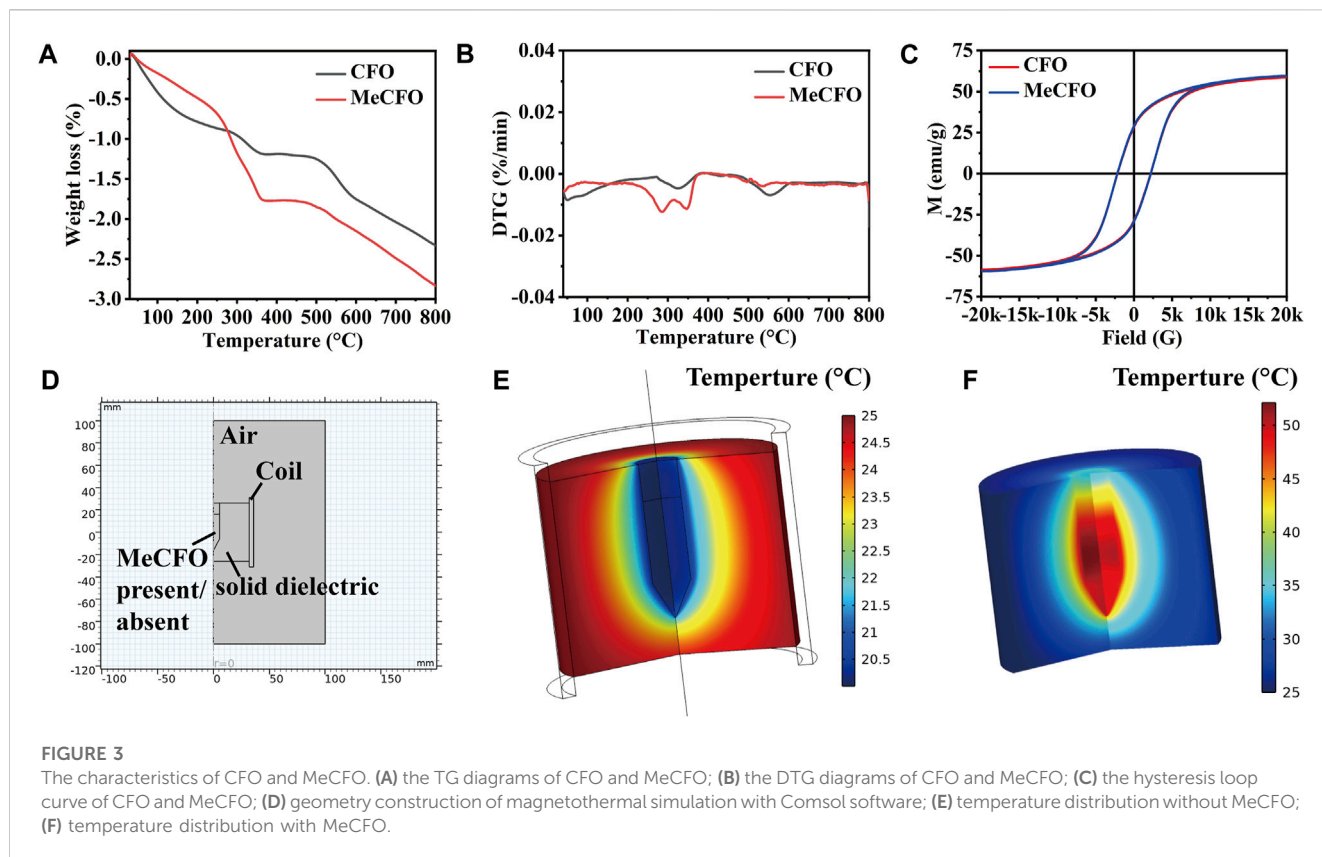 A
0.0
-0.5
-1.0
-1.5
-2.0
-2.5
-3.0
Weight loss (%)
CFO
MeCFO
100 200 300 400 500 600 700 800
Temperature (°C)
B
0.04
0.02
0.00
-0.02
-0.04
DTG (%/min)
CFO
MeCFO
100 200 300 400 500 600 700 800
Temperature (°C)
C
75
50
25
0
-25
-50
-75
M (emu/g)
CFO
MeCFO
-20k -15k -10k -5k 0 5k 10k 15k 20k
Field (G)
D
mm
100
80
60
40
20
0
-20
-40
-60
-80
-100
-120
Air
Coil
MeCFO
present/
absent
solid dielectric
r=0
mm
-100 -50 0 50 100 150
E
Temperture (°C)
25
24.5
24
23.5
23
22.5
22
21.5
21
20.5
F
Temperture (°C)
50
45
40
35
30
25
FIGURE 3
The characteristics of CFO and MeCFO. (A) the TG diagrams of CFO and MeCFO; (B) the DTG diagrams of CFO and MeCFO; (C) the hysteresis loop
curve of CFO and MeCFO; (D) geometry construction of magnetothermal simulation with Comsol software; (E) temperature distribution without MeCFO;
(F) temperature distribution with MeCFO.